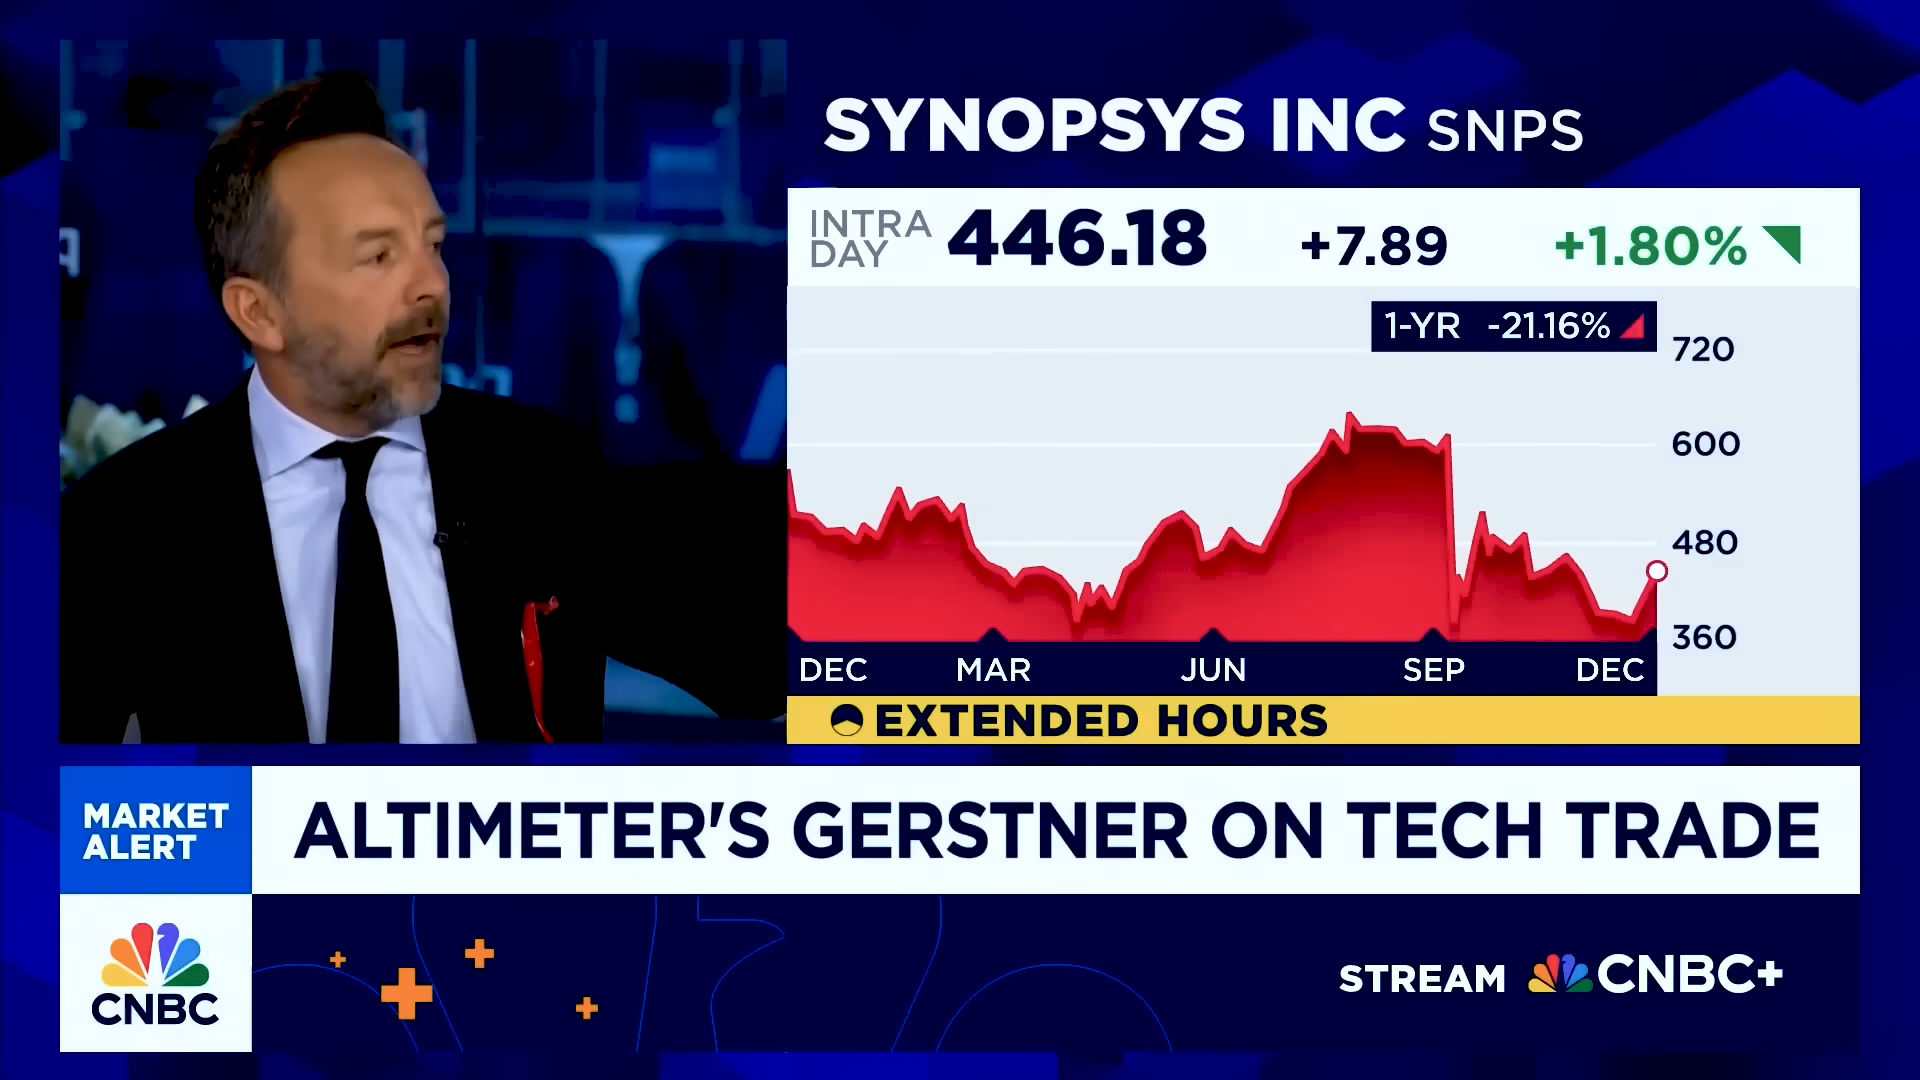 SYNOPSYS INC SNPS
INTRA DAY 446.18 +7.89 +1.80%
1-YR -21.16%
720
600
480
360
DEC MAR JUN SEP DEC
EXTENDED HOURS
MARKET ALERT
ALTIMETER'S GERSTNER ON TECH TRADE
CNBC
STREAM CNBC+